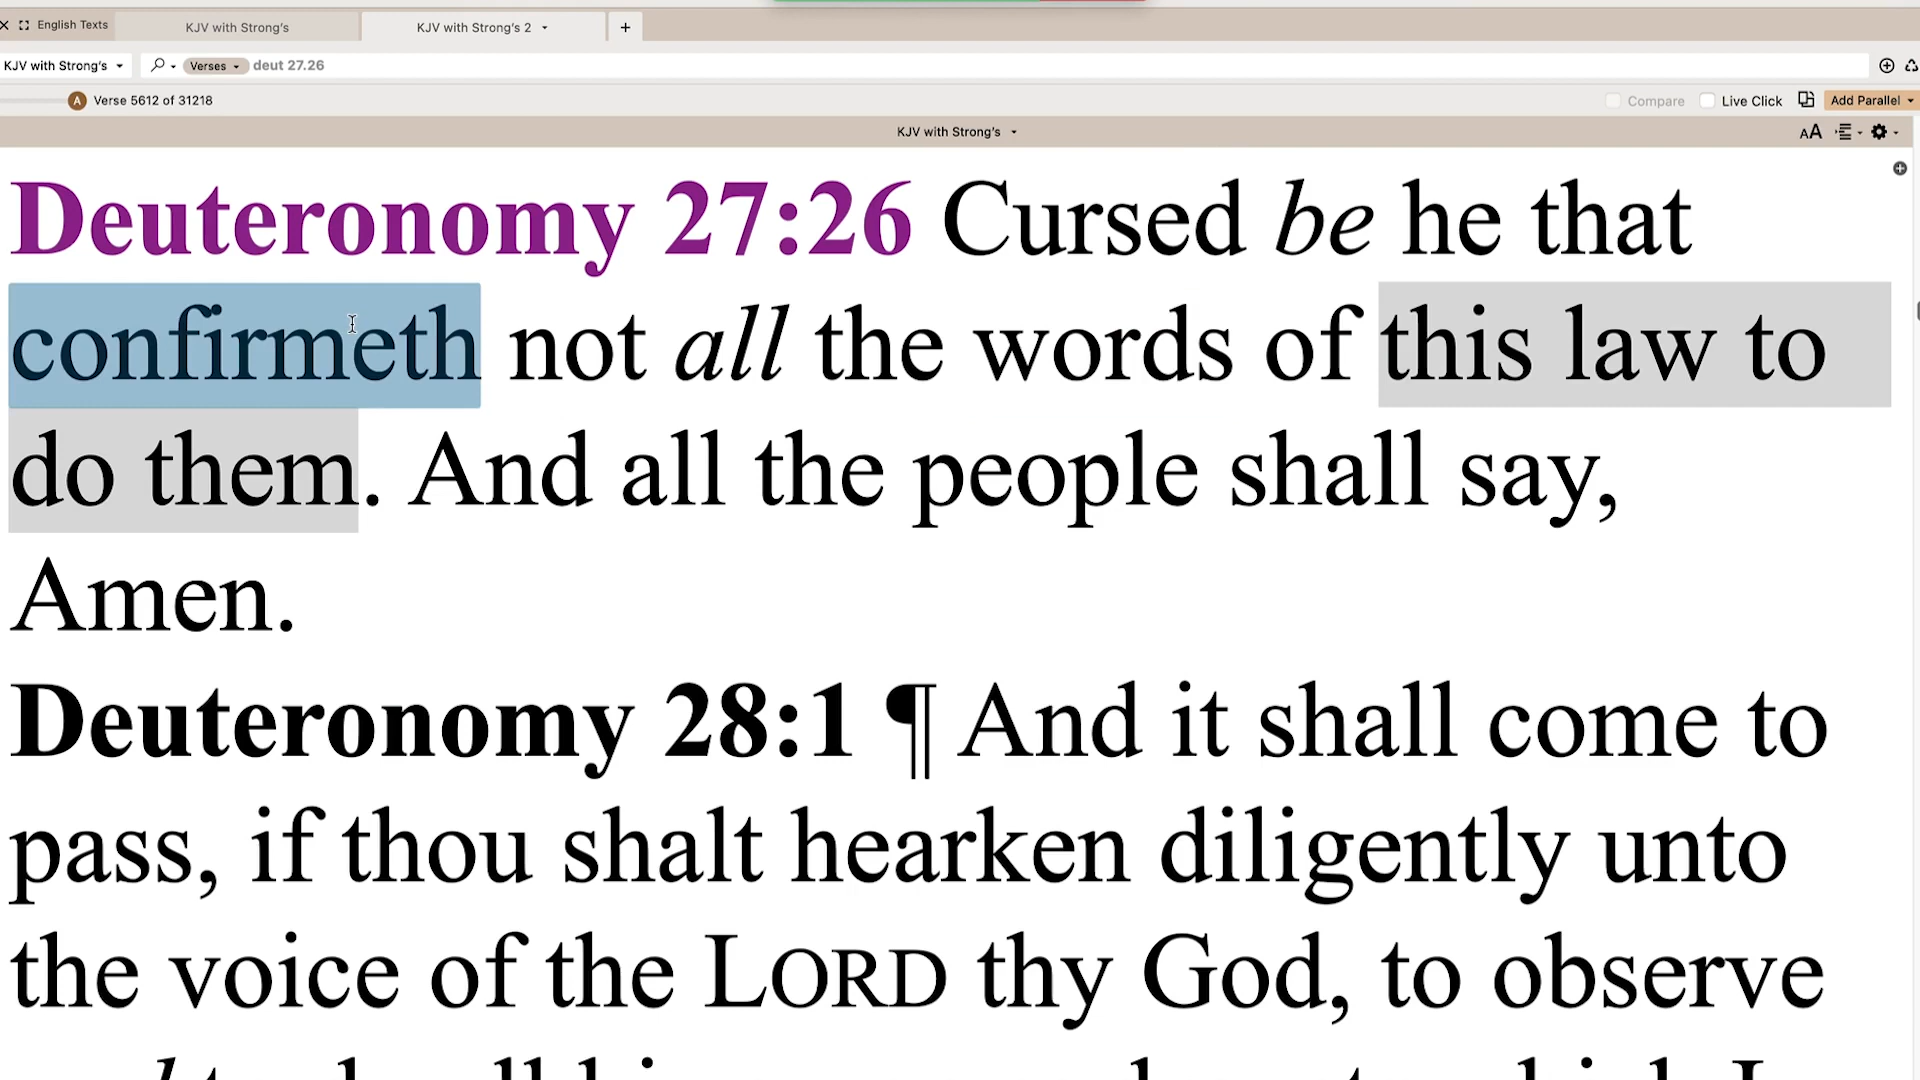 English Texts
KJV with Strong's
KJV with Strong's 2
+
KJV with Strong's
Verses
deut 27.26
A
Verse 5612 of 31218
Compare
Live Click
Add Parallel
KJV with Strong's
AA
Deuteronomy 27:26 Cursed be he that
confirmeth not all the words of this law to
do them. And all the people shall say,
Amen.
Deuteronomy 28:1 ¶ And it shall come to
pass, if thou shalt hearken diligently unto
the voice of the LORD thy God, to observe